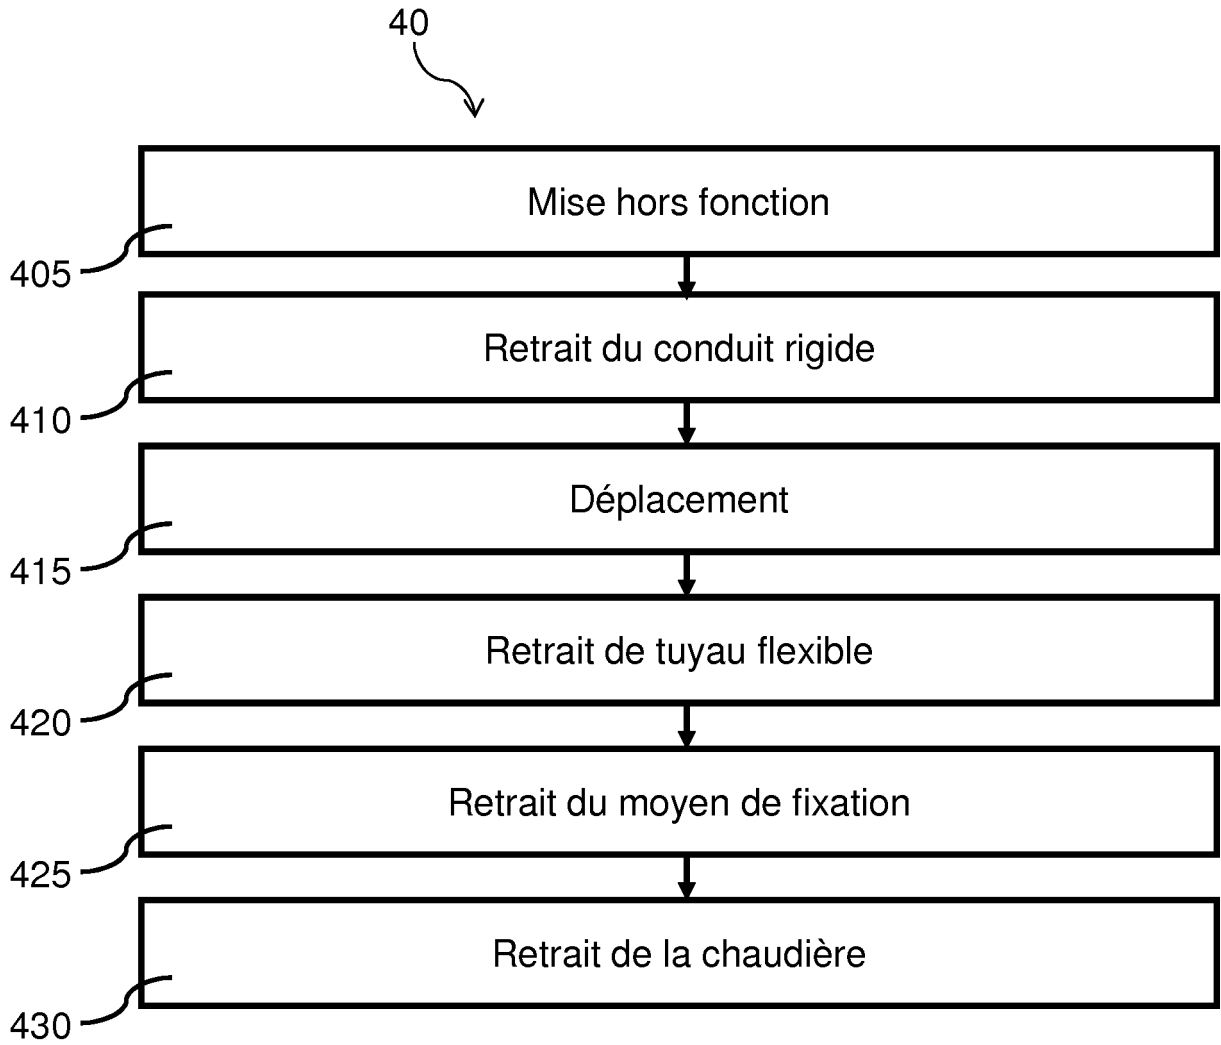 40
Mise hors fonction
405
Retrait du conduit rigide
410
Déplacement
415
Retrait de tuyau flexible
420
Retrait du moyen de fixation
425
Retrait de la chaudière
430